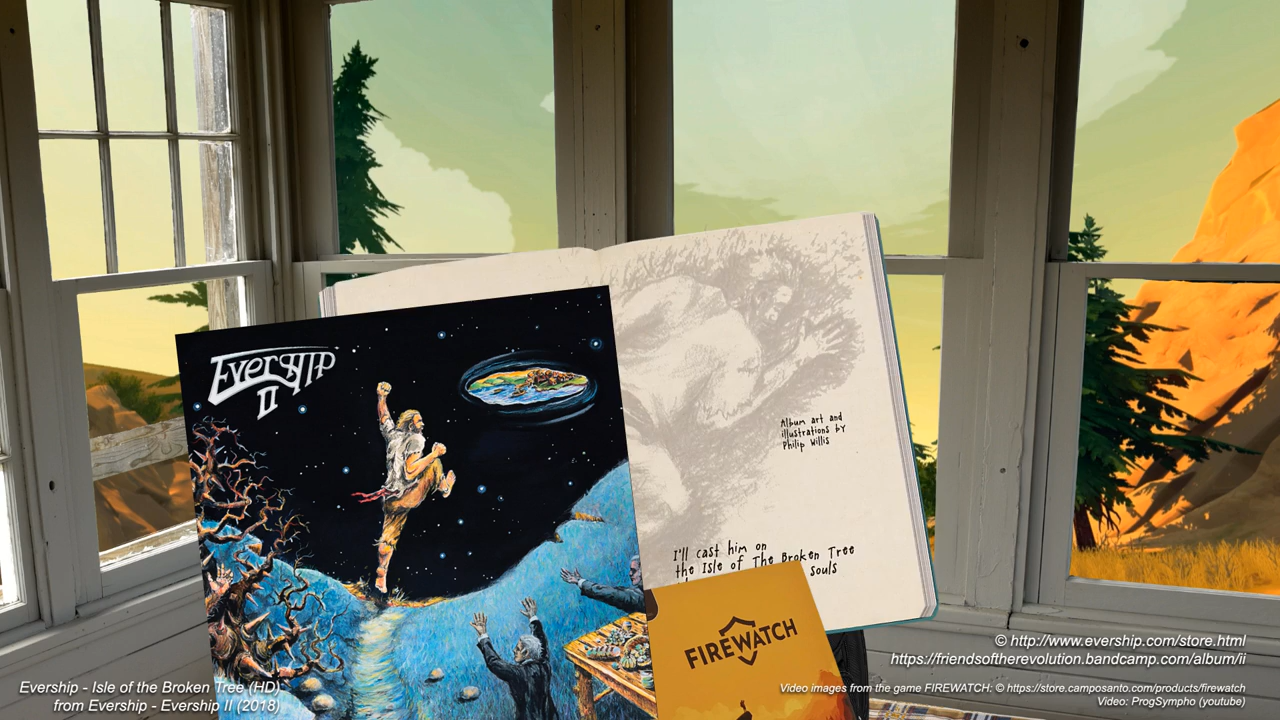 EVERSHIP
II
Album art and
illustrations by
Philip Willis
I'll cast him on
the Isle of The Broken Tree
souls
FIREWATCH
© http://www.evership.com/store.html
https://friendsoftherevolution.bandcamp.com/album/ii
Evership - Isle of the Broken Tree (HD)
from Evership - Evership II (2018)
Video images from the game FIREWATCH: © https://store.camposanto.com/products/firewatch
Video: ProgSympho (youtube)